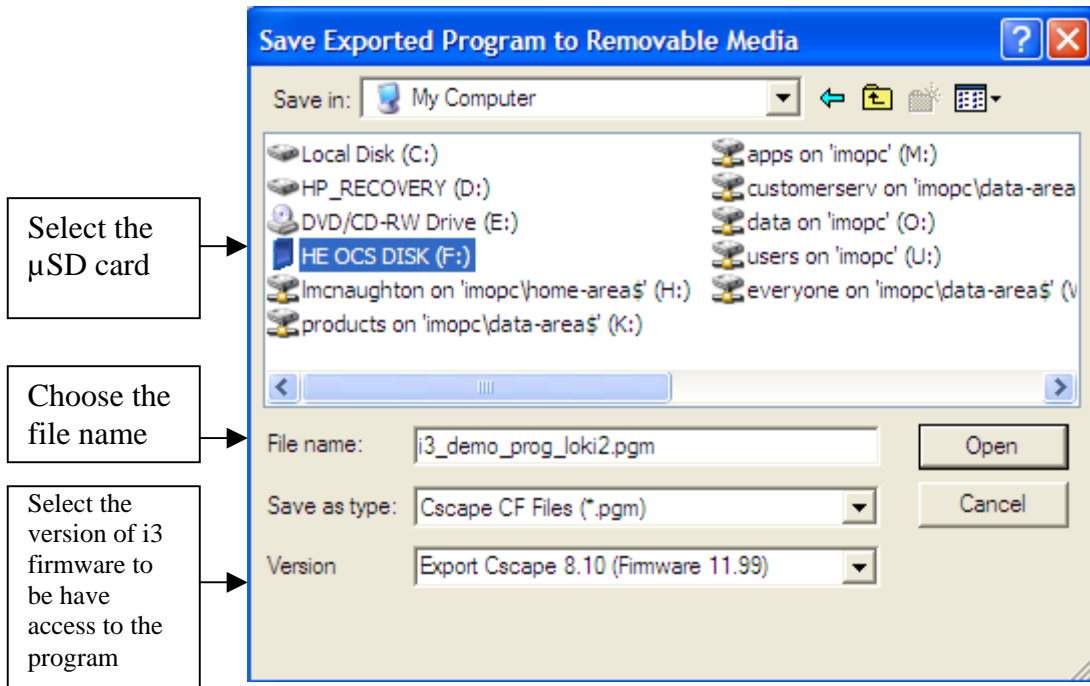 Save Exported Program to Removable Media
Save in: My Computer
Local Disk (C:)
HP_RECOVERY (D:)
DVD/CD-RW Drive (E:)
HE OCS DISK (F:)
lmcnaughton on 'imopc\home-area$' (H:)
products on 'imopc\data-area$' (K:)
apps on 'imopc' (M:)
customerserv on 'imopc\data-area
data on 'imopc' (O:)
users on 'imopc' (U:)
everyone on 'imopc\data-area$' (V
Select the
µSD card
Choose the
file name
File name: i3_demo_prog_loki2.pgm Open
Save as type: Cscape CF Files (*.pgm) Cancel
Version Export Cscape 8.10 (Firmware 11.99)
Select the
version of i3
firmware to
be have
access to the
program